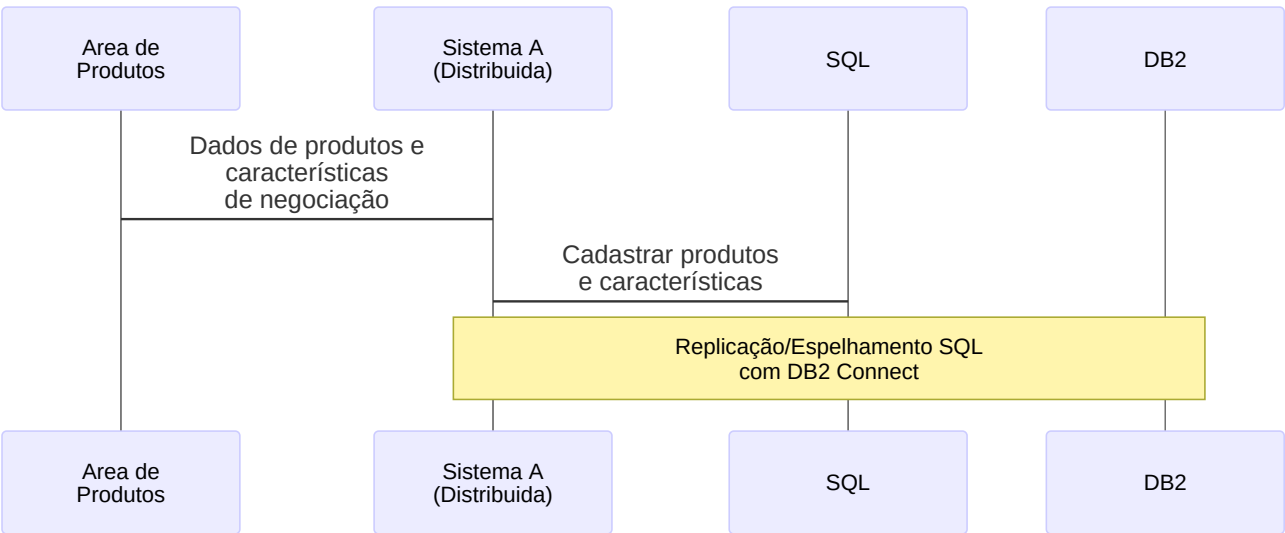 Area de
Produtos
Sistema A
(Distribuida)
SQL
DB2
Dados de produtos e
características
de negociação
Cadastrar produtos
e características
Replicação/Espelhamento SQL
com DB2 Connect
Area de
Produtos
Sistema A
(Distribuida)
SQL
DB2